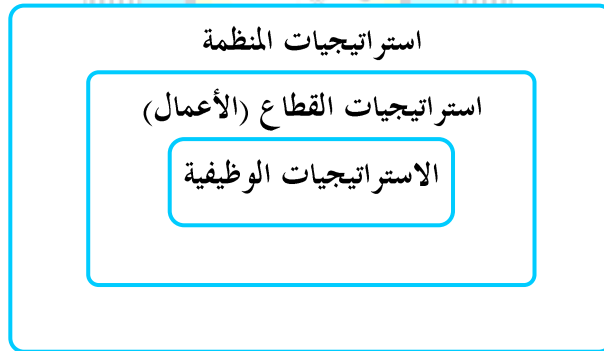 استراتيجيات المنظمة
استراتيجيات القطاع (الأعمال)
الاستراتيجيات الوظيفية